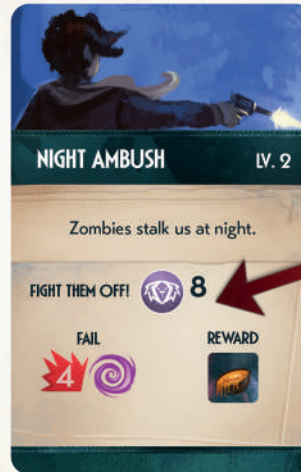 NIGHT AMBUSH LV. 2
Zombies stalk us at night.
FIGHT THEM OFF! 8
FAIL REWARD
4